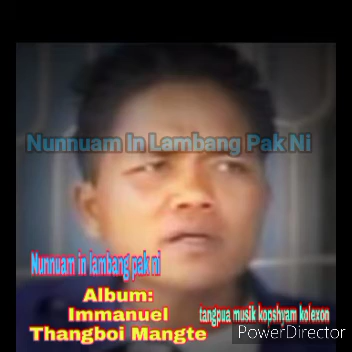 Nunnuam In Lambang Pak Ni
Nunnuam in lambang pak ni
Album:
Immanuel
Thangboi Mangte
tangpua musik kopshyam kolexon
PowerDirector